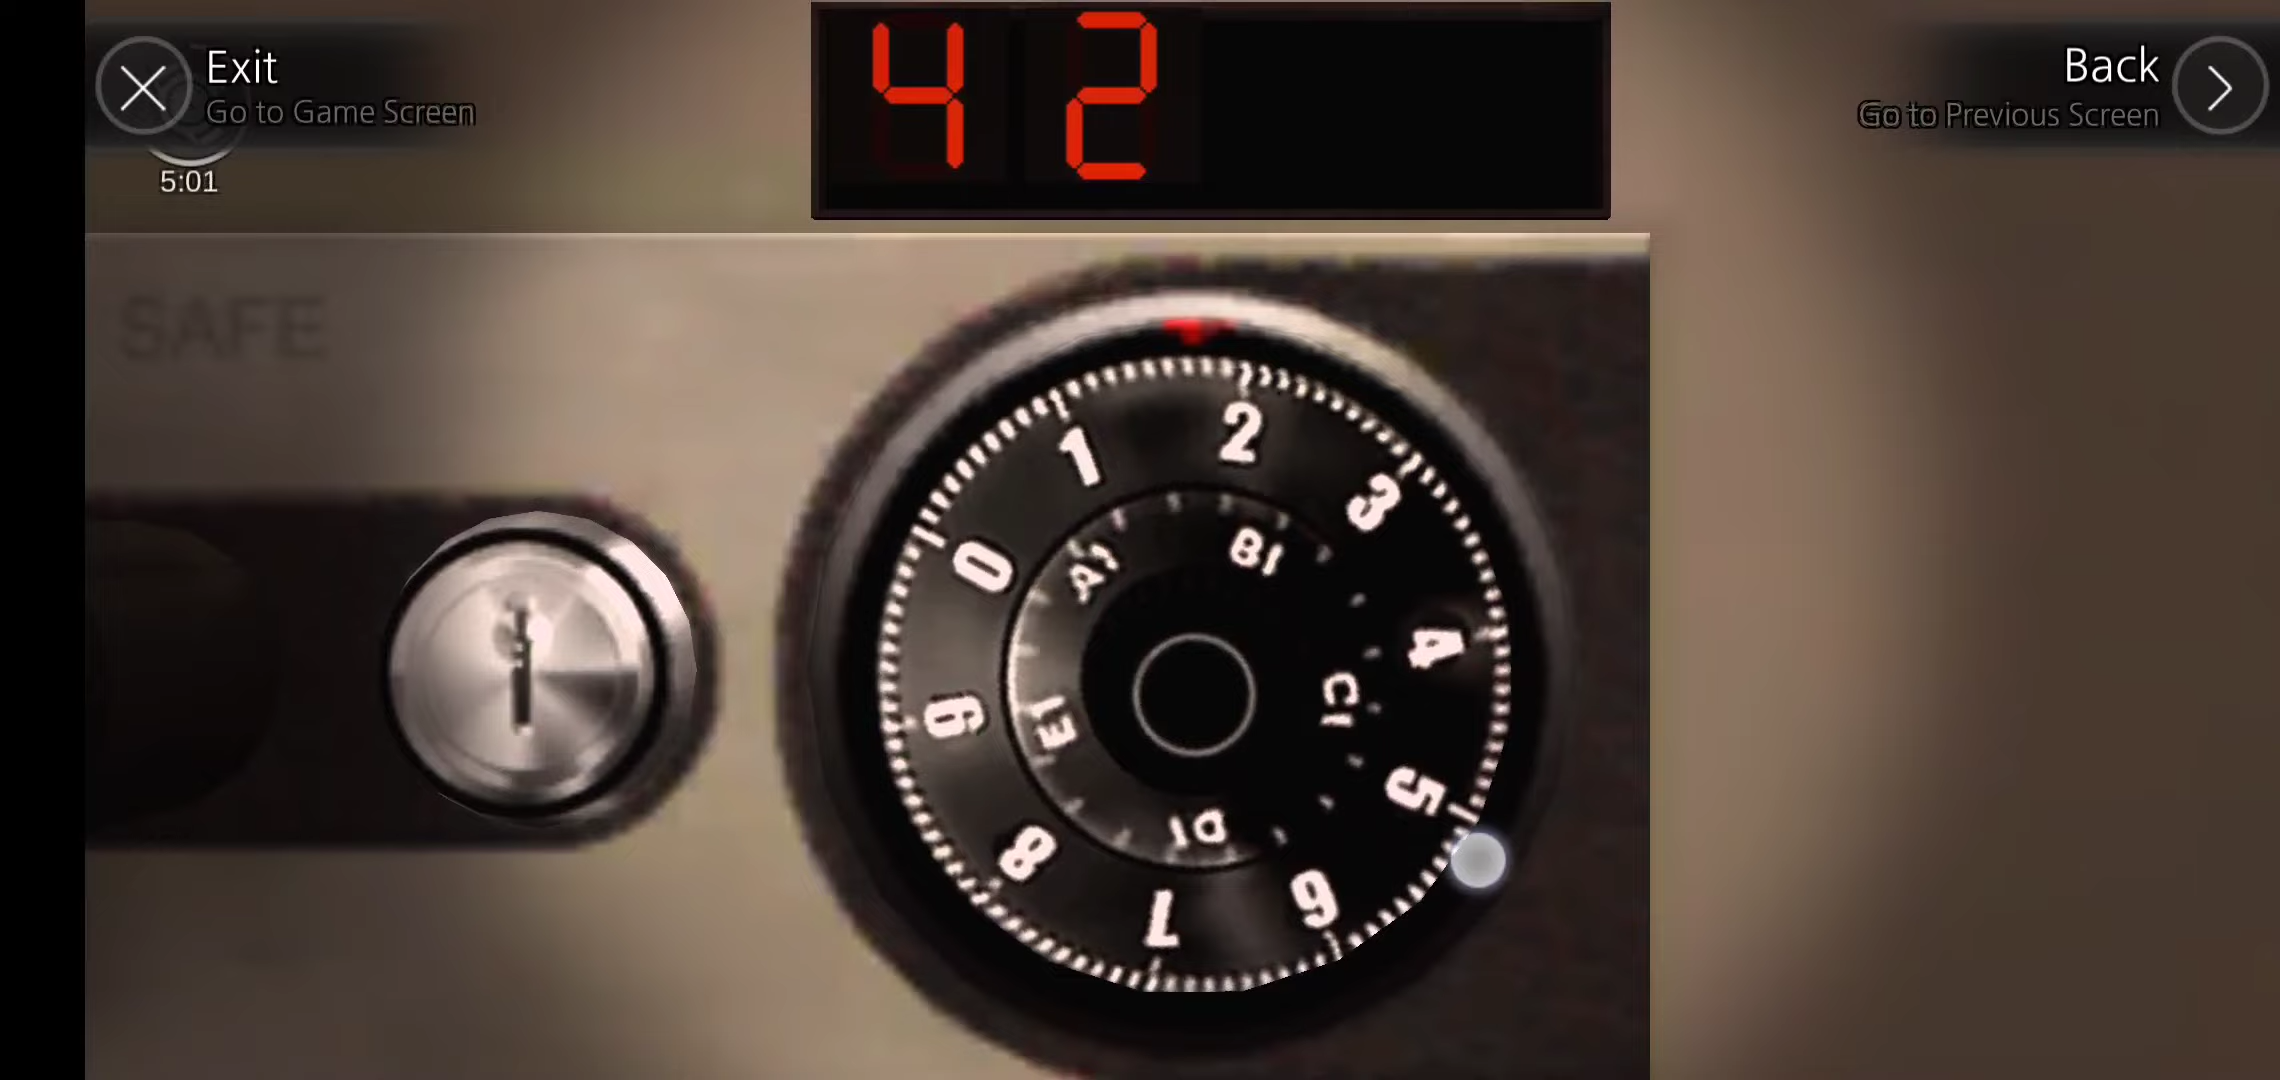 Exit
Go to Game Screen
5:01
42
Back
Go to Previous Screen
SAFE
0
1
2
3
4
5
6
7
8
9
A1
B1
C1
D1
E1